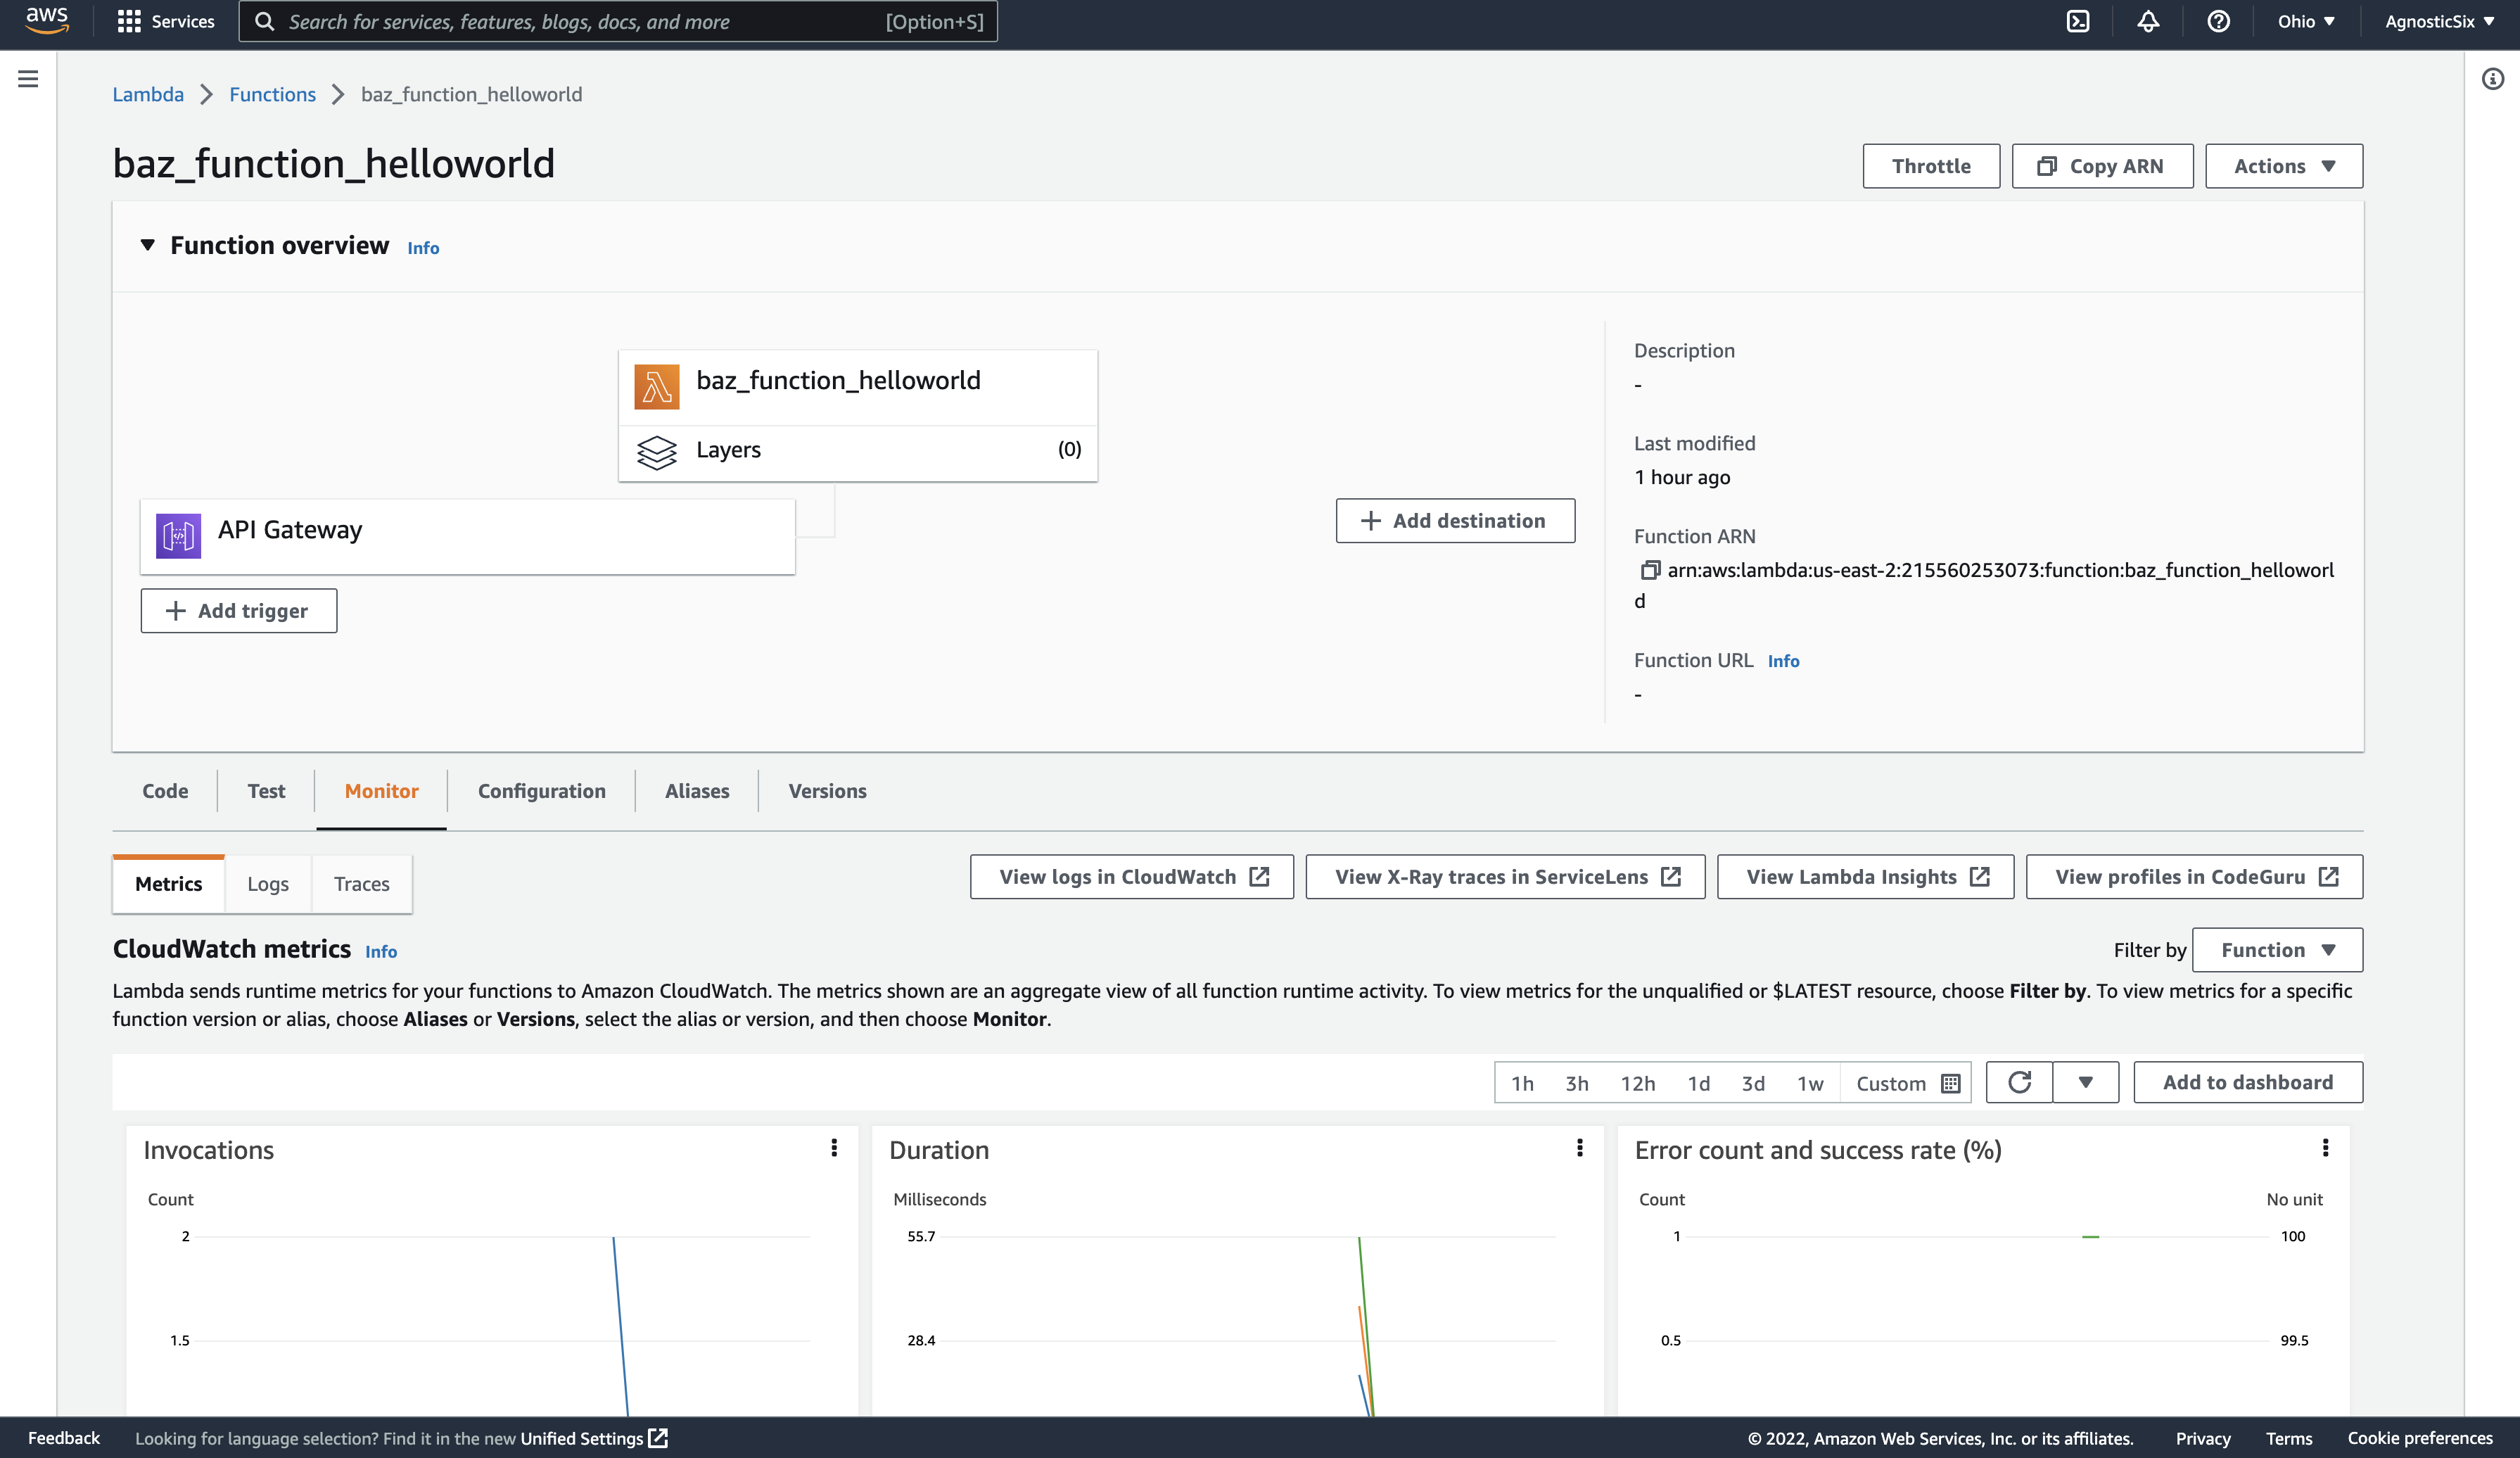 aws
Services
Search for services, features, blogs, docs, and more
[Option+S]
Ohio
AgnosticSix
Lambda
Functions
baz_function_helloworld
baz_function_helloworld
Throttle
Copy ARN
Actions
Function overview Info
baz_function_helloworld
Layers
(0)
API Gateway
Add trigger
Add destination
Description
-
Last modified
1 hour ago
Function ARN
arn:aws:lambda:us-east-2:215560253073:function:baz_function_helloworl
d
Function URL Info
-
Code
Test
Monitor
Configuration
Aliases
Versions
Metrics
Logs
Traces
View logs in CloudWatch
View X-Ray traces in ServiceLens
View Lambda Insights
View profiles in CodeGuru
CloudWatch metrics Info
Filter by
Function
Lambda sends runtime metrics for your functions to Amazon CloudWatch. The metrics shown are an aggregate view of all function runtime activity. To view metrics for the unqualified or $LATEST resource, choose Filter by. To view metrics for a specific
function version or alias, choose Aliases or Versions, select the alias or version, and then choose Monitor.
1h
3h
12h
1d
3d
1w
Custom
Add to dashboard
Invocations
Count
2
1.5
Duration
Milliseconds
55.7
28.4
Error count and success rate (%)
Count
No unit
1
100
0.5
99.5
Feedback
Looking for language selection? Find it in the new Unified Settings
© 2022, Amazon Web Services, Inc. or its affiliates.
Privacy
Terms
Cookie preferences